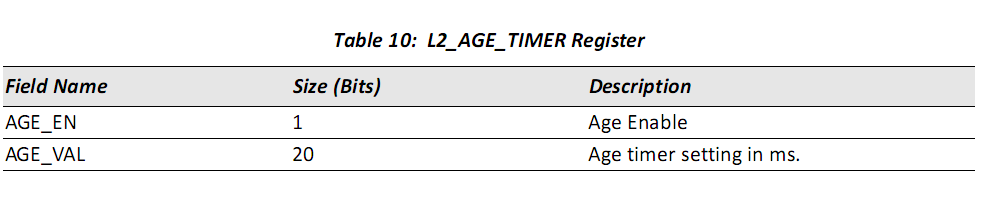 Table 10: L2_AGE_TIMER Register
Field Name Size (Bits) Description
AGE_EN 1 Age Enable
AGE_VAL 20 Age timer setting in ms.